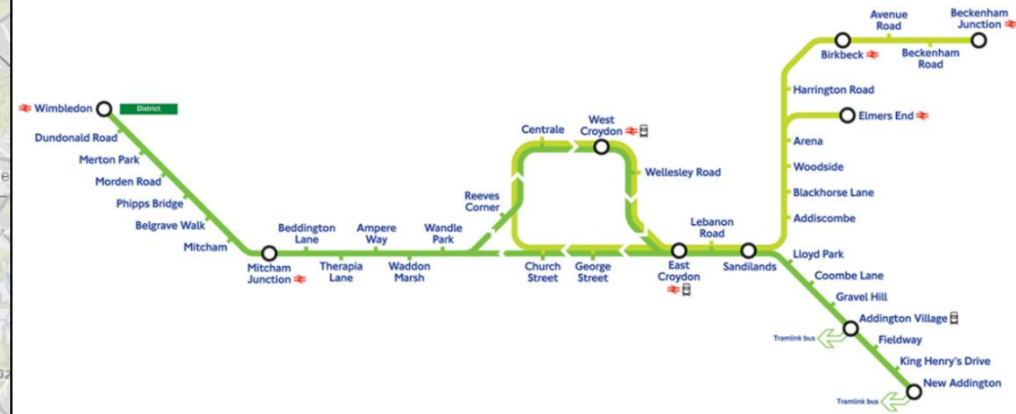 Avenue
Road
Beckenham
Junction
Birkbeck
Beckenham
Road
Harrington Road
Elmers End
Arena
Woodside
Blackhorse Lane
Addiscombe
Wimbledon
District
Dundonald Road
Merton Park
Morden Road
Phipps Bridge
Belgrave Walk
Mitcham
Mitcham
Junction
Beddington
Lane
Therapia
Lane
Ampere
Way
Waddon
Marsh
Wandle
Park
Reeves
Corner
Centrale
West
Croydon
Wellesley Road
Church
Street
George
Street
East
Croydon
Lebanon
Road
Sandilands
Lloyd Park
Coombe Lane
Gravel Hill
Addington Village
Tramlink bus
Fieldway
King Henry's Drive
New Addington
Tramlink bus